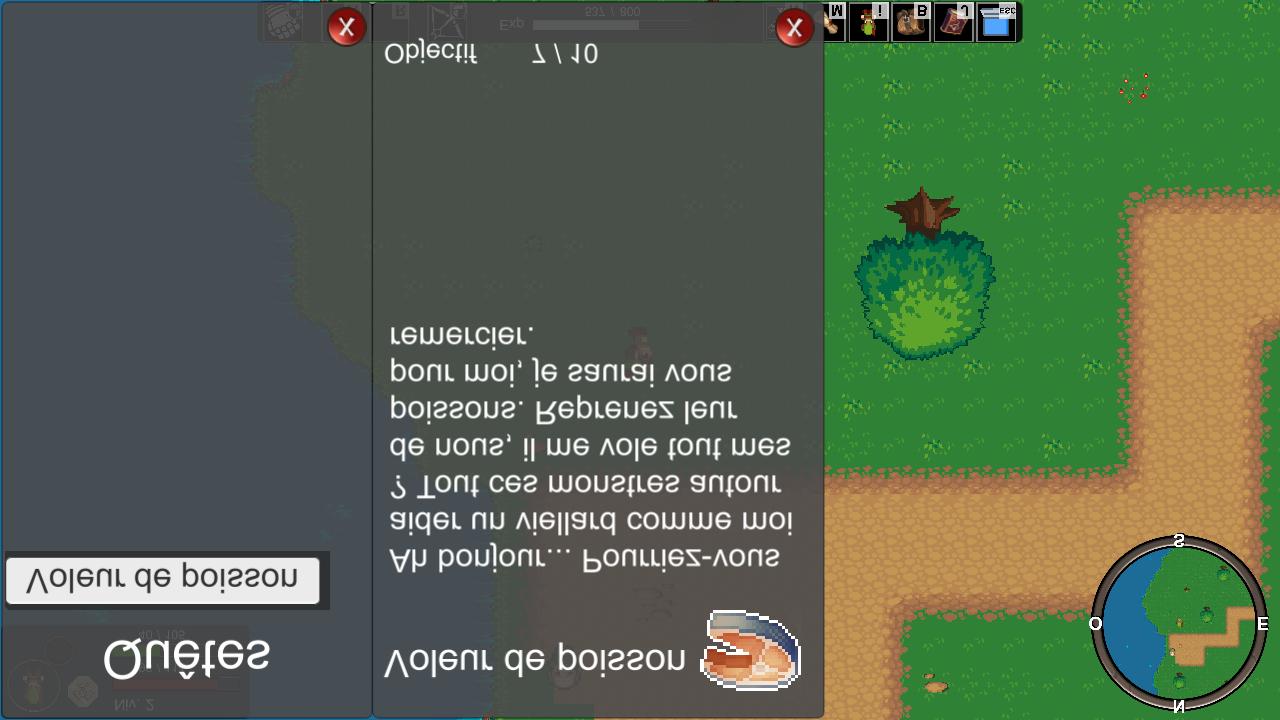 Quêtes
Voleur de poisson
Voleur de poisson
Ah bonjour... Pourriez-vous
aider un viellard comme moi
? Tout ces monstres autour
de nous, il me vole tout mes
poissons. Reprenez leur
pour moi, je saurai vous
remercier.
Objectif 7 / 10
X
X
Niv. 2
Exp
537 / 800
M
I
B
J
ESC
N
O
E
S